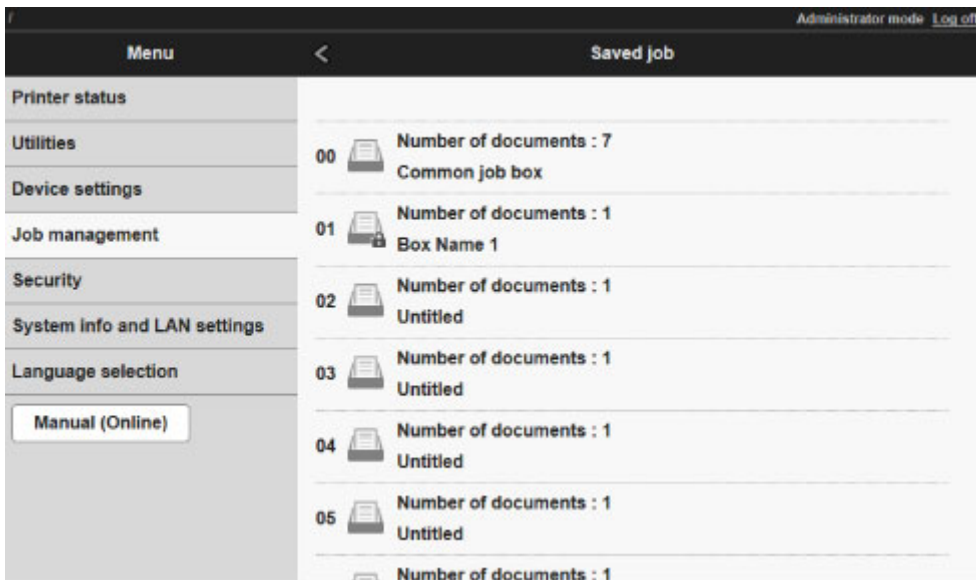 Administrator mode Log off
Menu
< Saved job
Printer status
Utilities
Device settings
Job management
Security
System info and LAN settings
Language selection
Manual (Online)
Number of documents : 7
00
Common job box
Number of documents : 1
01
Box Name 1
Number of documents : 1
02
Untitled
Number of documents : 1
03
Untitled
Number of documents : 1
04
Untitled
Number of documents : 1
05
Untitled
Number of documents : 1